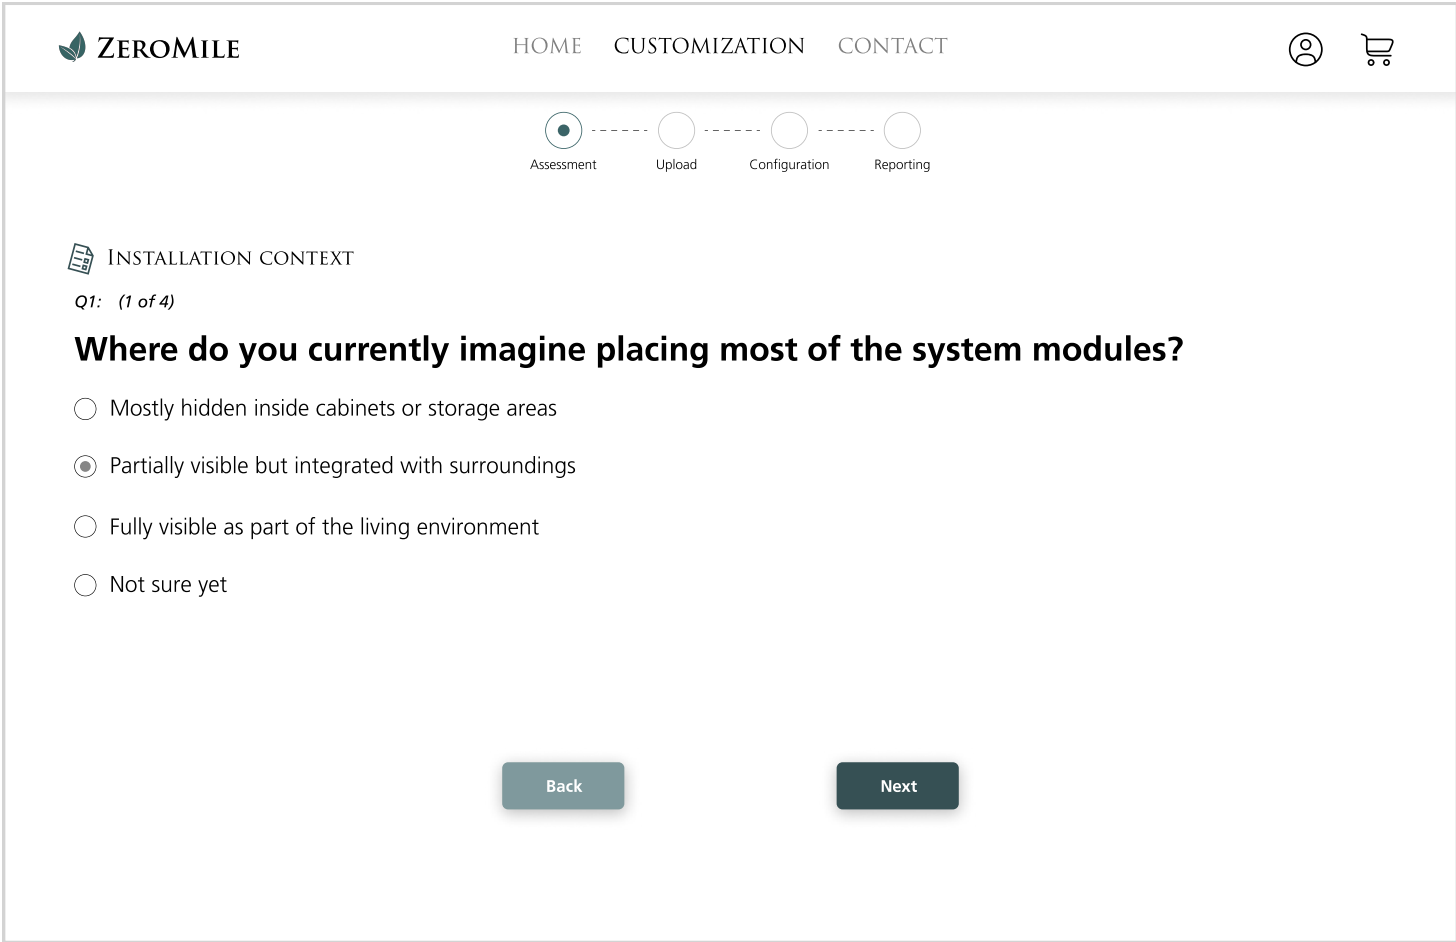 ZEROMILE
HOME CUSTOMIZATION CONTACT
Assessment Upload Configuration Reporting
INSTALLATION CONTEXT
Q1: (1 of 4)
Where do you currently imagine placing most of the system modules?
Mostly hidden inside cabinets or storage areas
Partially visible but integrated with surroundings
Fully visible as part of the living environment
Not sure yet
Back Next